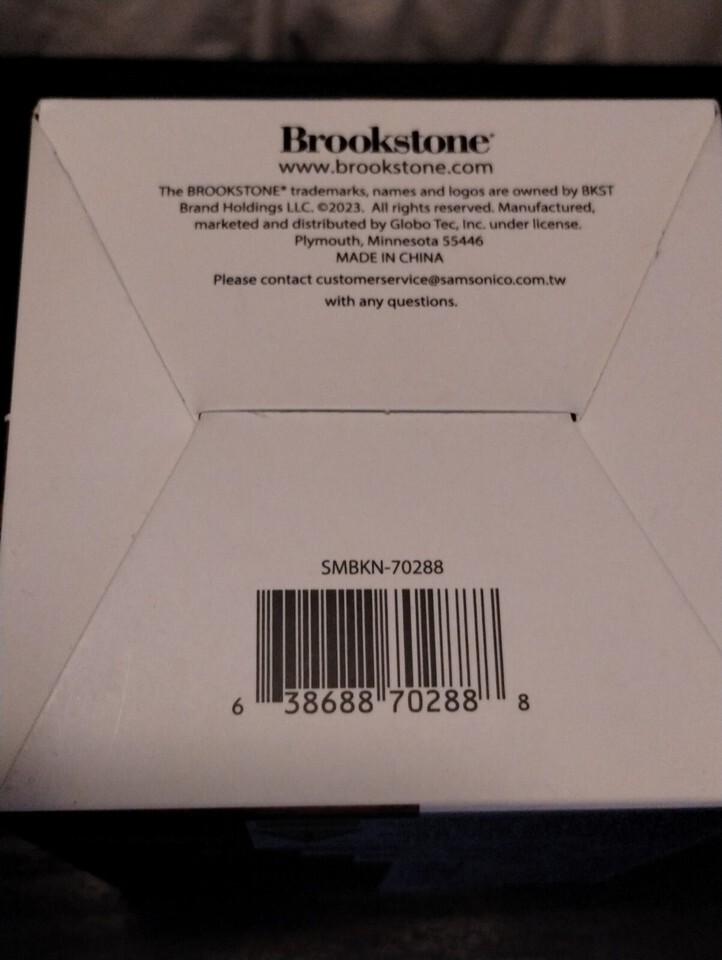 Brookstone®
www.brookstone.com
The BROOKSTONE® trademarks, names and logos are owned by BKST
Brand Holdings LLC. ©2023. All rights reserved. Manufactured,
marketed and distributed by Globo Tec, Inc. under license.
Plymouth, Minnesota 55446
MADE IN CHINA
Please contact customerservice@samsonico.com.tw
with any questions.
SMBKN-70288
6 38688 70288 8